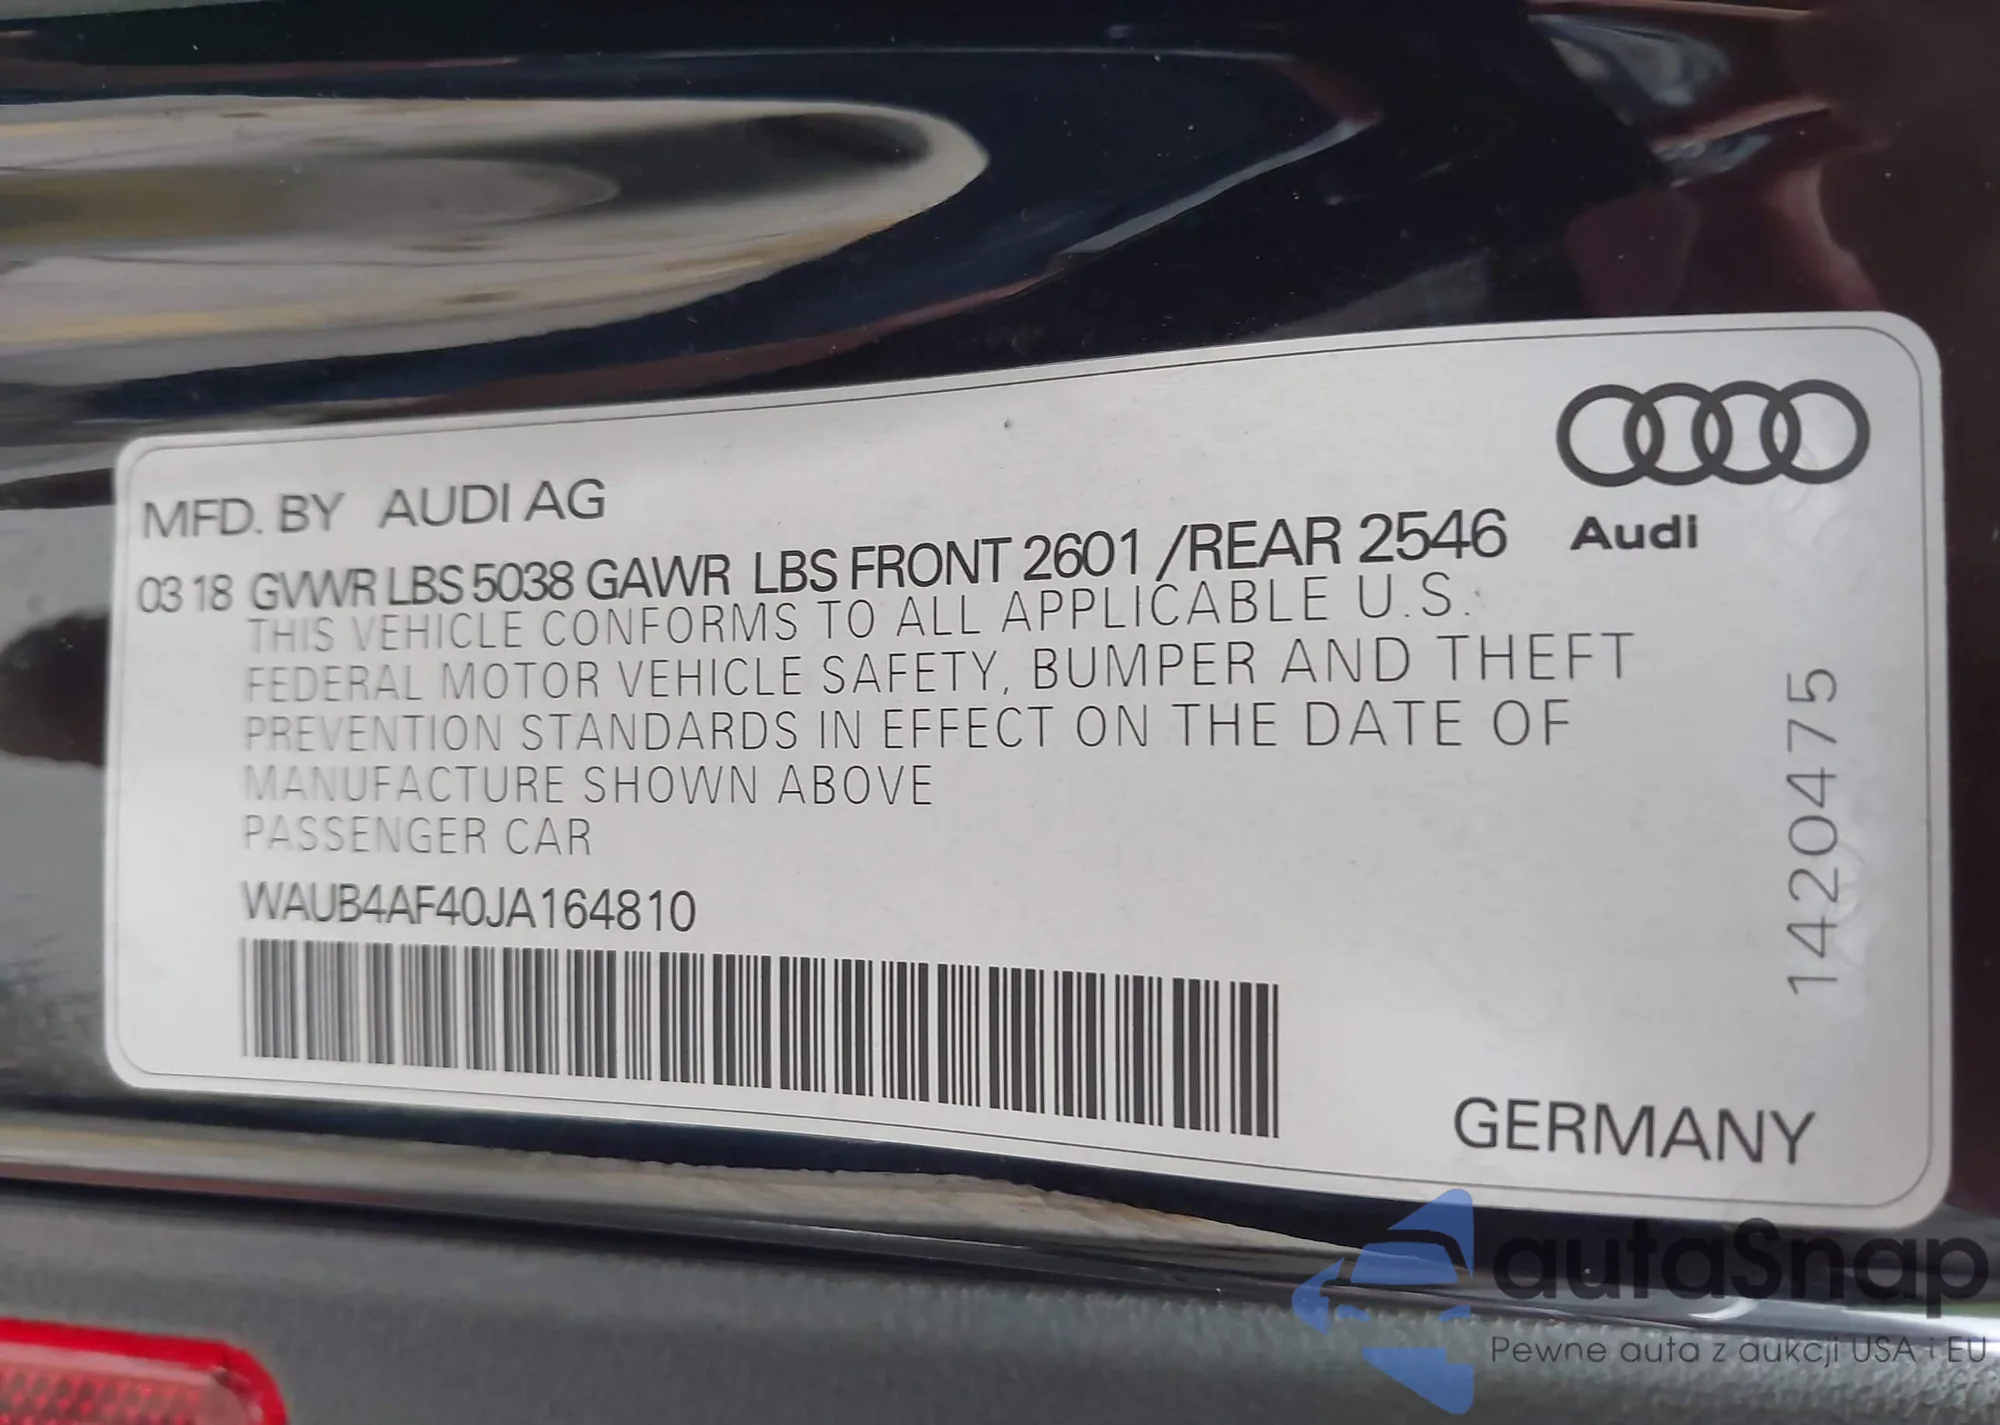 MFD. BY AUDI AG
Audi
03 18 GVWR LBS 5038 GAWR LBS FRONT 2601 /REAR 2546
THIS VEHICLE CONFORMS TO ALL APPLICABLE U.S.
FEDERAL MOTOR VEHICLE SAFETY, BUMPER AND THEFT
PREVENTION STANDARDS IN EFFECT ON THE DATE OF
MANUFACTURE SHOWN ABOVE
PASSENGER CAR
WAUB4AF40JA164810
1420475
GERMANY
autaSnap
Pewne auta z aukcji USA i EU